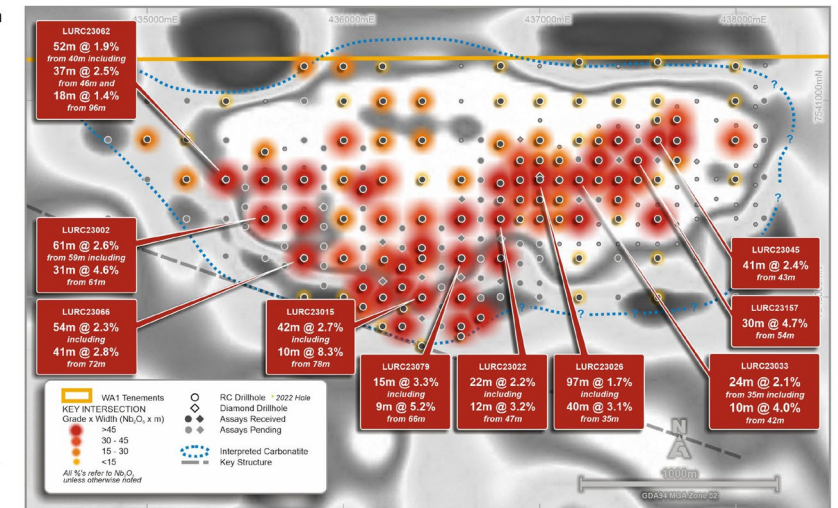 435000mE
436000mE
437000mE
438000mE
7541000mN
LURC23062
52m @ 1.9%
from 40m including
37m @ 2.5%
from 46m and
18m @ 1.4%
from 96m
LURC23002
61m @ 2.6%
from 59m including
31m @ 4.6%
from 61m
LURC23066
54m @ 2.3%
including
41m @ 2.8%
from 72m
LURC23015
42m @ 2.7%
including
10m @ 8.3%
from 78m
LURC23079
15m @ 3.3%
including
9m @ 5.2%
from 66m
LURC23022
22m @ 2.2%
including
12m @ 3.2%
from 47m
LURC23026
97m @ 1.7%
including
40m @ 3.1%
from 35m
LURC23045
41m @ 2.4%
from 43m
LURC23157
30m @ 4.7%
from 54m
LURC23033
24m @ 2.1%
from 35m including
10m @ 4.0%
from 42m
?
?
?
?
?
?
WA1 Tenements
KEY INTERSECTION
Grade x Width (Nb₂O₅ x m)
>45
30 - 45
15 - 30
<15
All %'s refer to Nb₂O₅
unless otherwise noted
RC Drillhole * 2022 Hole
Diamond Drillhole
Assays Received
Assays Pending
Interpreted Carbonatite
Key Structure
N
1000m
GDA94 MGA Zone 52